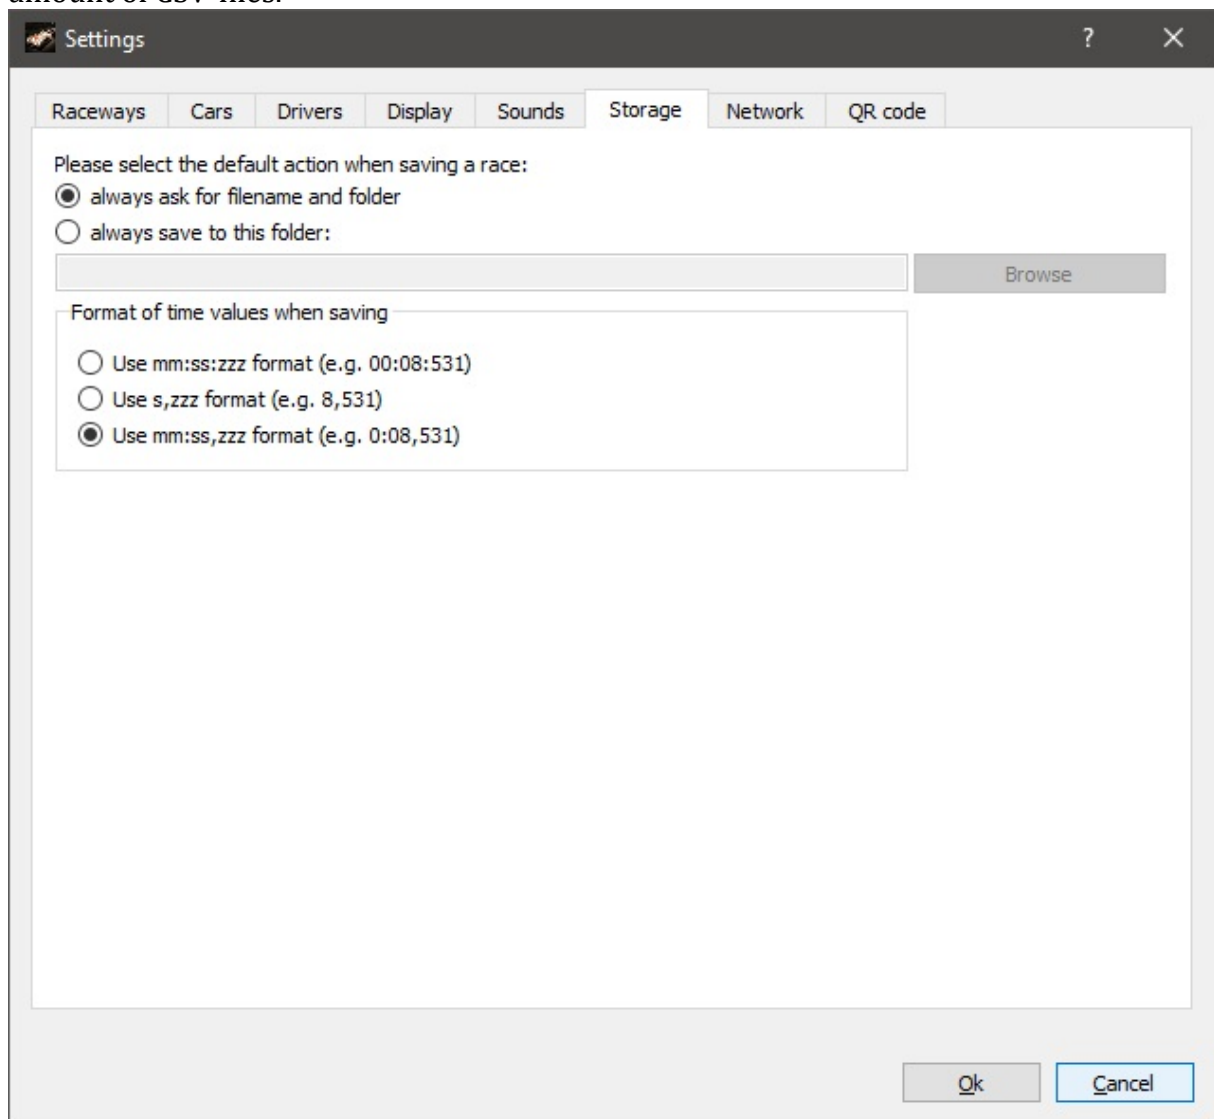 amount of CSV files.
Settings
?
Raceways Cars Drivers Display Sounds Storage Network QR code
Please select the default action when saving a race:
always ask for filename and folder
always save to this folder:
Browse
Format of time values when saving
Use mm:ss:zzz format (e.g. 00:08:531)
Use s,zzz format (e.g. 8,531)
Use mm:ss,zzz format (e.g. 0:08,531)
Ok Cancel